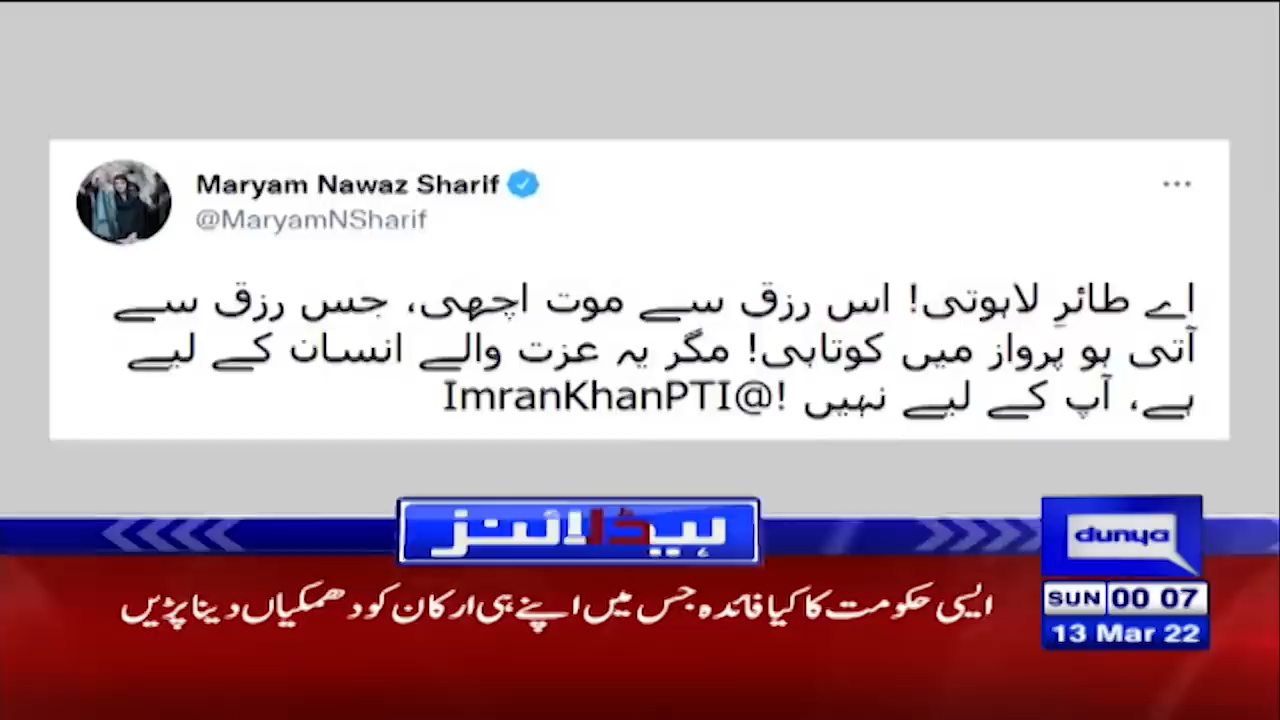 Maryam Nawaz Sharif
@MaryamNSharif
اے طائرِ لاہوتی! اس رزق سے موت اچھی، جس رزق سے
آتی ہو پرواز میں کوتاہی! مگر یہ عزت والے انسان کے لیے
ہے، آپ کے لیے نہیں !@ImranKhanPTI
ہیڈلائنز
dunya
ایسی حکومت کا کیا فائدہ جس میں اپنے ہی ارکان کو دھمکیاں دینا پڑیں
SUN 00 07
13 Mar 22